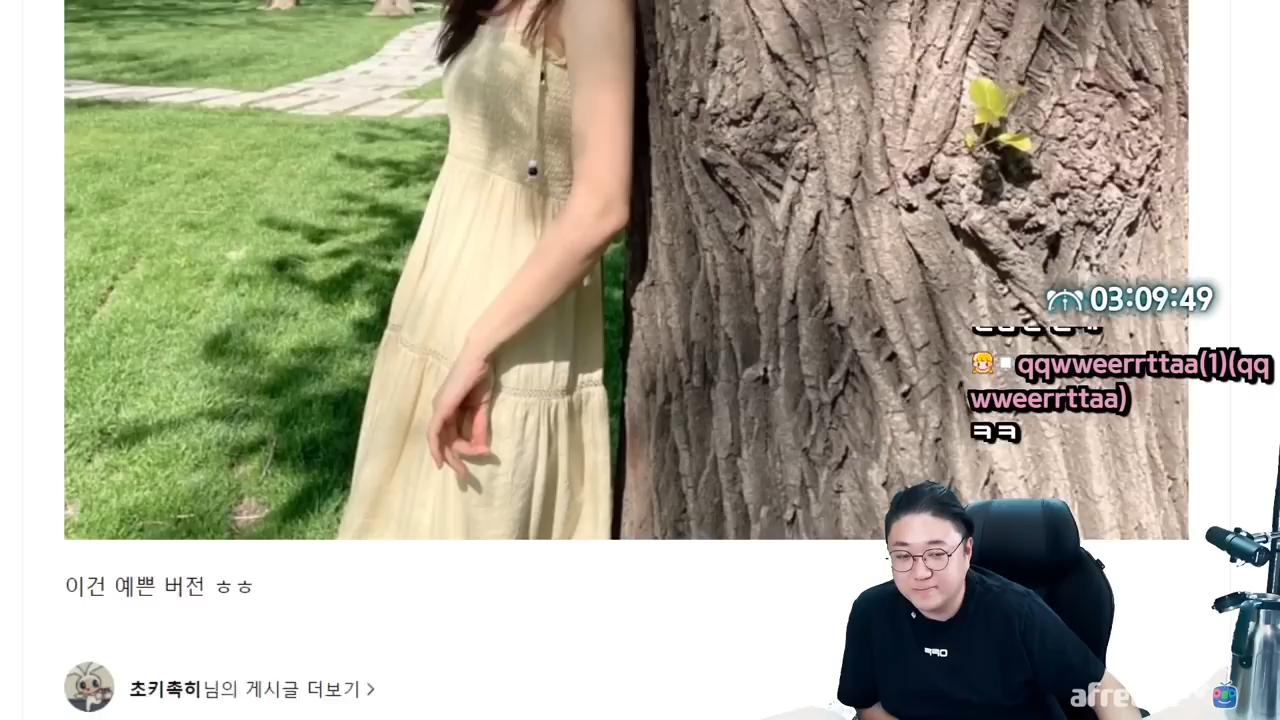 03:09:49
qqwweerrttaa(1)(qq
wweerrttaa)
ㅋㅋ
이건 예쁜 버전 ㅎㅎ
초키촉히님의 게시글 더보기 >